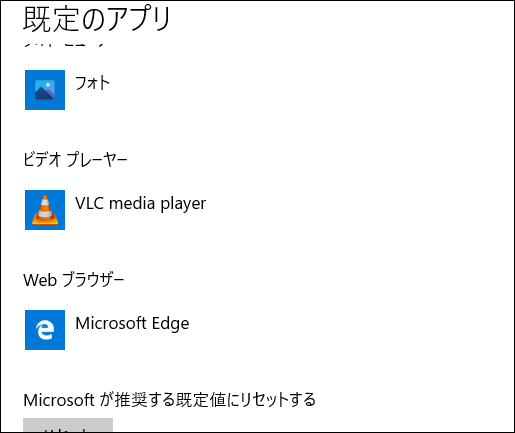 既定のアプリ
フォト
ビデオ プレーヤー
VLC media player
Web ブラウザー
Microsoft Edge
Microsoft が推奨する既定値にリセットする